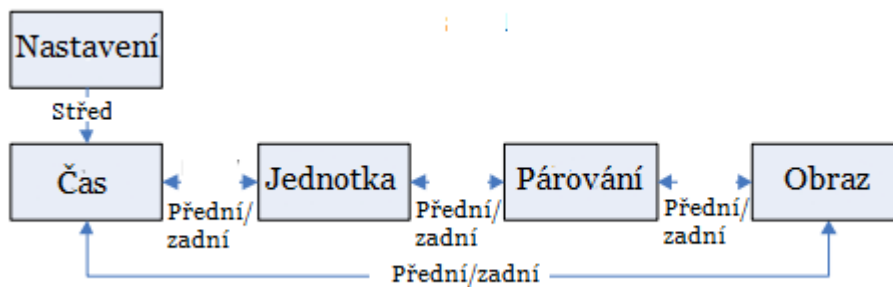 Nastavení
Střed
Čas
Jednotka
Párování
Obraz
Přední/
zadní
Přední/
zadní
Přední/
zadní
Přední/zadní